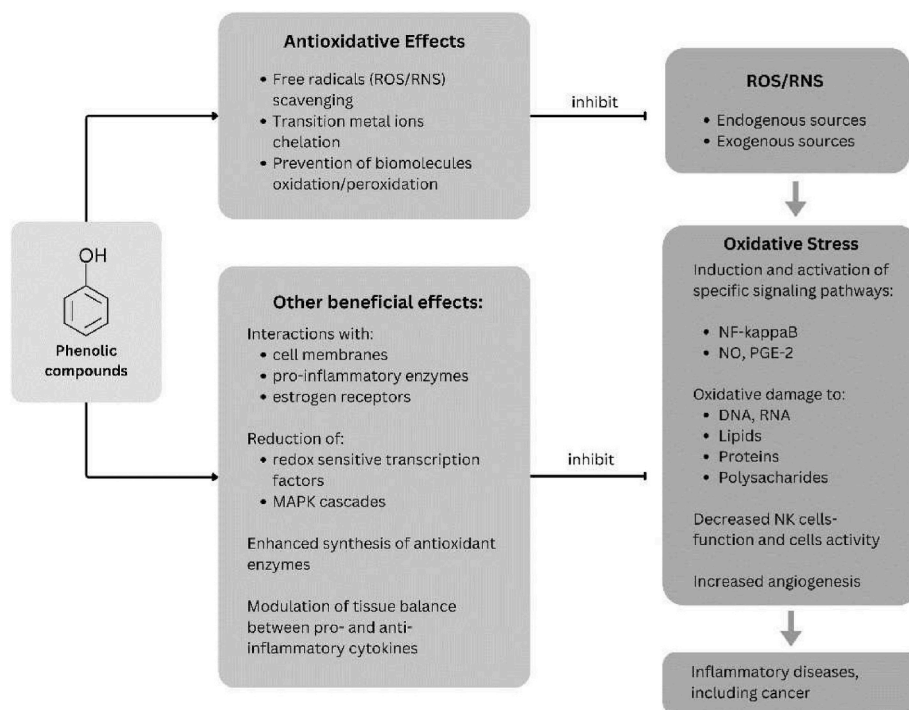 OH
Phenolic
compounds
Antioxidative Effects
• Free radicals (ROS/RNS)
scavenging
• Transition metal ions
chelation
• Prevention of biomolecules
oxidation/peroxidation
inhibit
ROS/RNS
• Endogenous sources
• Exogenous sources
Other beneficial effects:
Interactions with:
• cell membranes
• pro-inflammatory enzymes
• estrogen receptors
Reduction of:
• redox sensitive transcription
factors
• MAPK cascades
Enhanced synthesis of antioxidant
enzymes
Modulation of tissue balance
between pro- and anti-
inflammatory cytokines
inhibit
Oxidative Stress
Induction and activation of
specific signaling pathways:
• NF-kappaB
• NO, PGE-2
Oxidative damage to:
• DNA, RNA
• Lipids
• Proteins
• Polysacharides
Decreased NK cells-
function and cells activity
Increased angiogenesis
Inflammatory diseases,
including cancer